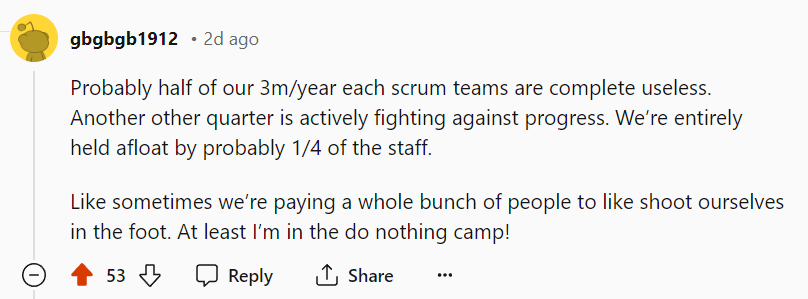 gbgbgb1912 • 2d ago
Probably half of our 3m/year each scrum teams are complete useless.
Another other quarter is actively fighting against progress. We're entirely
held afloat by probably 1/4 of the staff.
Like sometimes we're paying a whole bunch of people to like shoot ourselves
in the foot. At least I'm in the do nothing camp!
53 Reply Share ...